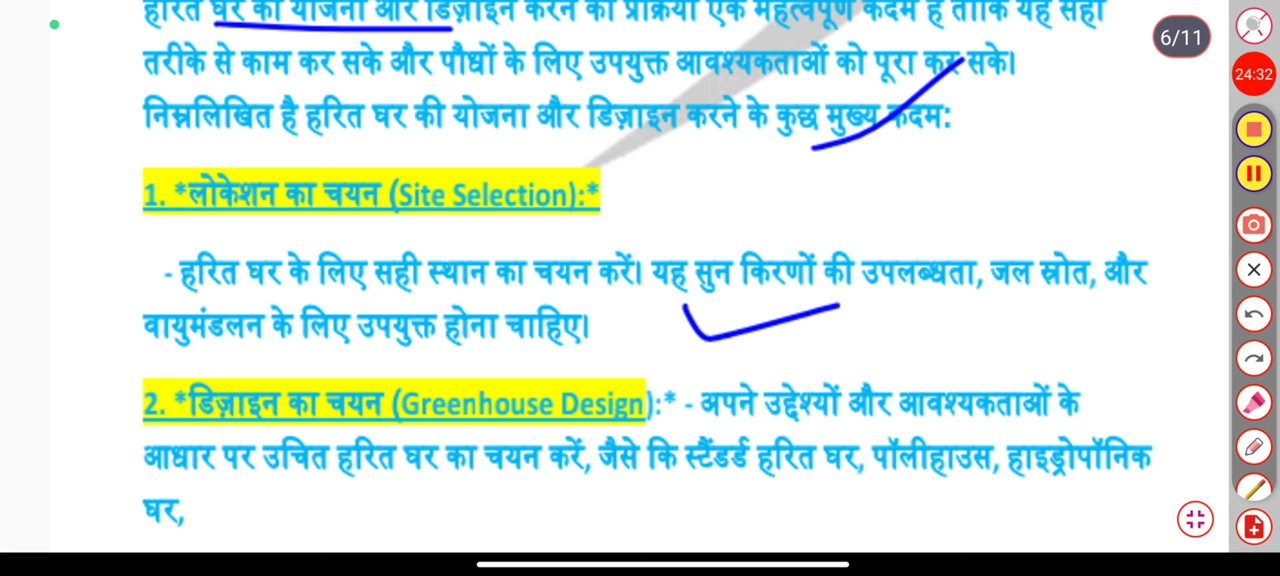 हरित घर की योजना और डिज़ाइन करने की प्रक्रिया एक महत्वपूर्ण कदम है ताकि यह सही
6/11
तरीके से काम कर सके और पौधों के लिए उपयुक्त आवश्यकताओं को पूरा कर सके।
24:32
निम्नलिखित है हरित घर की योजना और डिज़ाइन करने के कुछ मुख्य कदम:
1. *लोकेशन का चयन (Site Selection):*
- हरित घर के लिए सही स्थान का चयन करें। यह सुन किरणों की उपलब्धता, जल स्रोत, और
वायुमंडलन के लिए उपयुक्त होना चाहिए।
2. *डिज़ाइन का चयन (Greenhouse Design):* - अपने उद्देश्यों और आवश्यकताओं के
आधार पर उचित हरित घर का चयन करें, जैसे कि स्टैंडर्ड हरित घर, पॉलीहाउस, हाइड्रोपॉनिक
घर,